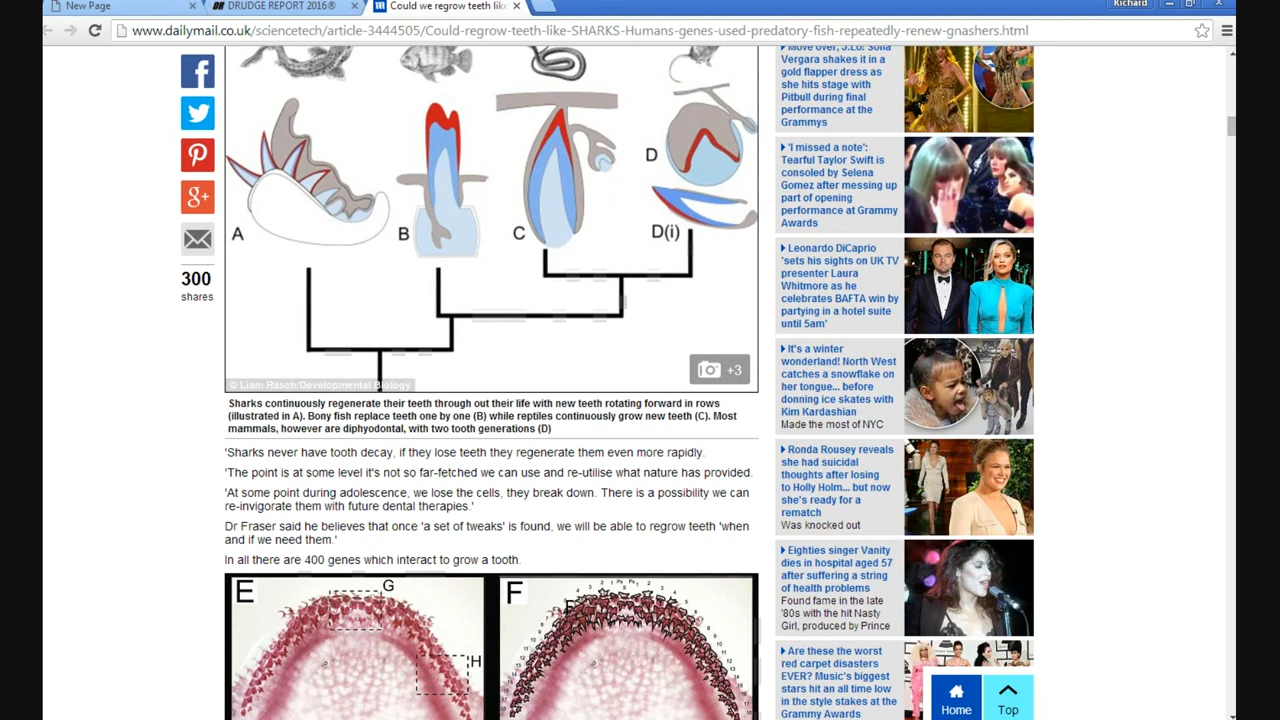 New Page
DRUDGE REPORT 2016®
Could we regrow teeth like
Richard
www.dailymail.co.uk/sciencetech/article-3444505/Could-regrow-teeth-like-SHARKS-Humans-genes-used-predatory-fish-repeatedly-renew-gnashers.html
300
shares
A
B
C
D
D(i)
+3
© Liam Rasch/Developmental Biology
Sharks continuously regenerate their teeth through out their life with new teeth rotating forward in rows
(illustrated in A). Bony fish replace teeth one by one (B) while reptiles continuously grow new teeth (C). Most
mammals, however are diphyodontal, with two tooth generations (D)
'Sharks never have tooth decay, if they lose teeth they regenerate them even more rapidly.
'The point is at some level it's not so far-fetched we can use and re-utilise what nature has provided.
'At some point during adolescence, we lose the cells, they break down. There is a possibility we can
re-invigorate them with future dental therapies.'
Dr Fraser said he believes that once 'a set of tweaks' is found, we will be able to regrow teeth 'when
and if we need them.'
In all there are 400 genes which interact to grow a tooth.
E
G
H
F
Move over, J.Lo! Sofia
Vergara shakes it in a
gold flapper dress as
she hits stage with
Pitbull during final
performance at the
Grammys
'I missed a note':
Tearful Taylor Swift is
consoled by Selena
Gomez after messing up
part of opening
performance at Grammy
Awards
Leonardo DiCaprio
'sets his sights on UK TV
presenter Laura
Whitmore as he
celebrates BAFTA win by
partying in a hotel suite
until 5am'
It's a winter
wonderland! North West
catches a snowflake on
her tongue... before
donning ice skates with
Kim Kardashian
Made the most of NYC
Ronda Rousey reveals
she had suicidal
thoughts after losing
to Holly Holm... but now
she's ready for a
rematch
Was knocked out
Eighties singer Vanity
dies in hospital aged 57
after suffering a string
of health problems
Found fame in the late
'80s with the hit Nasty
Girl, produced by Prince
Are these the worst
red carpet disasters
EVER? Music's biggest
stars hit an all time low
in the style stakes at the
Grammy Awards
Home
Top